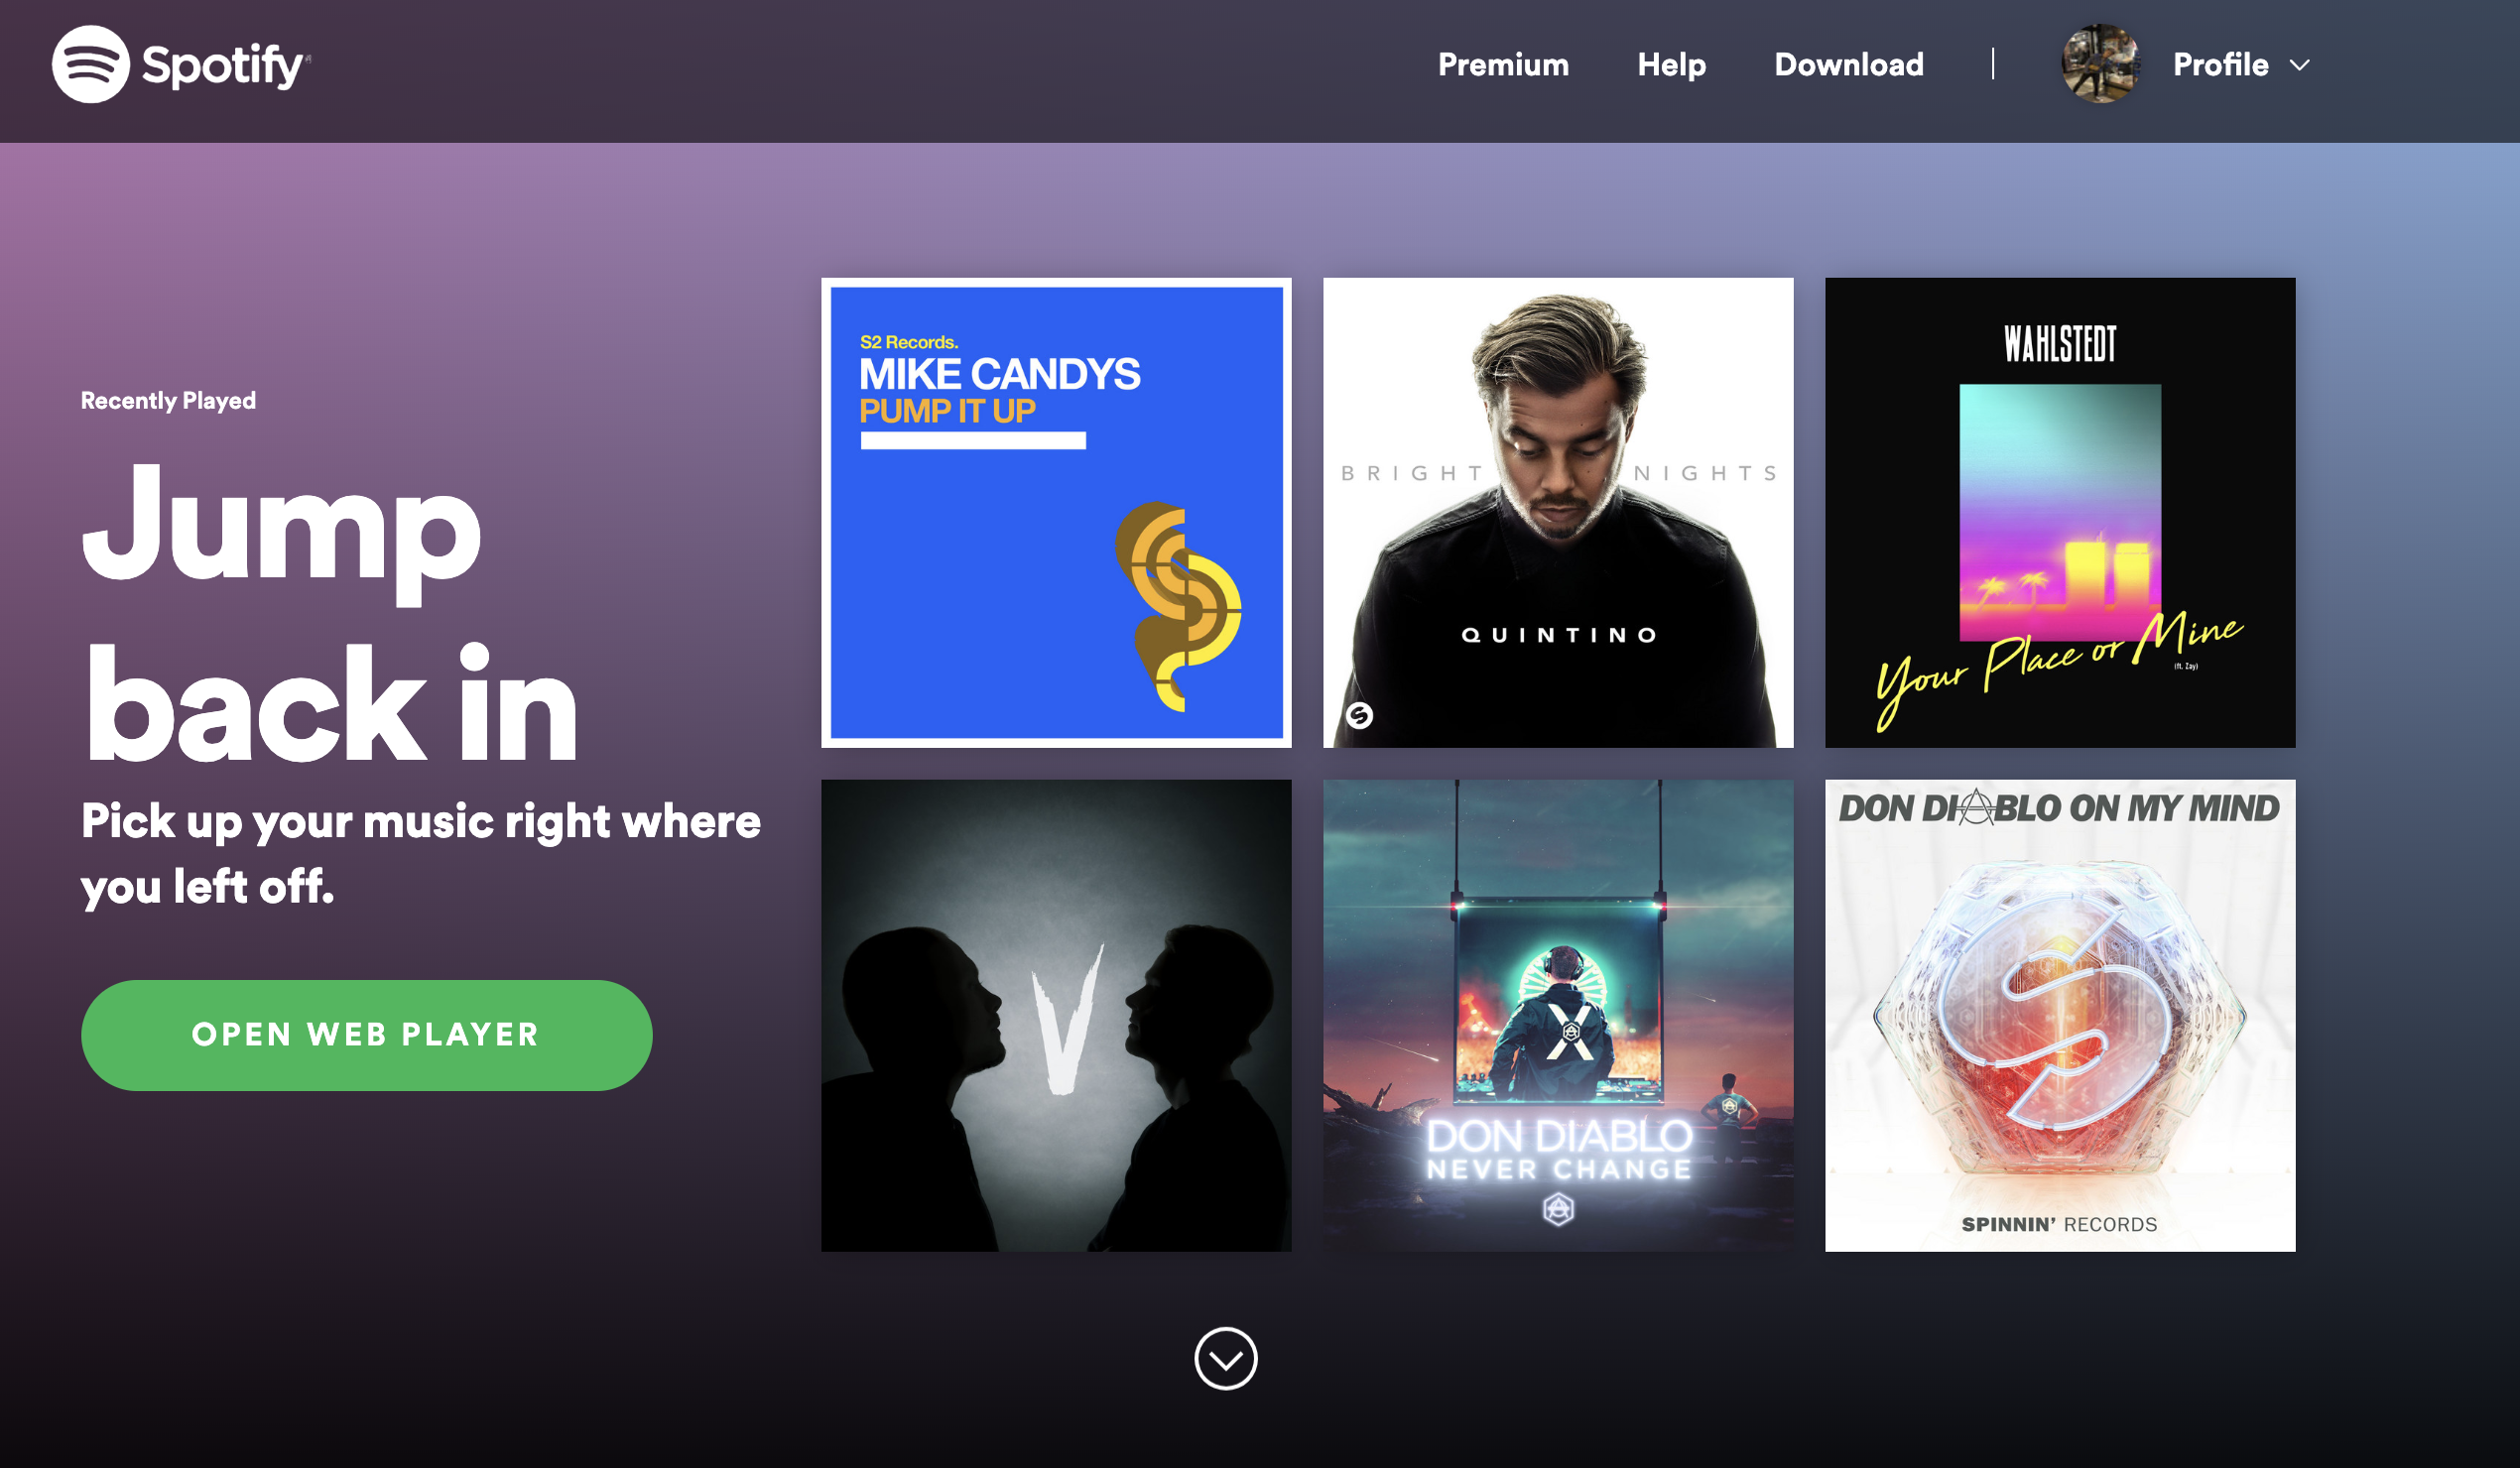 Spotify
Premium Help Download | Profile
Recently Played
Jump
back in
Pick up your music right where
you left off.
OPEN WEB PLAYER
S2 Records.
MIKE CANDYS
PUMP IT UP
BRIGHT NIGHTS
QUINTINO
WAHLSTEDT
Your Place or Mine
(ft. Zay)
V
DON DIABLO
NEVER CHANGE
DON DIABLO ON MY MIND
SPINNIN' RECORDS